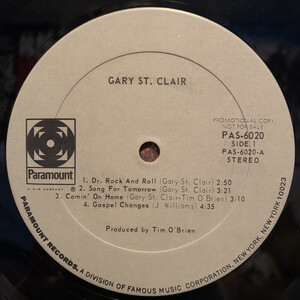 GARY ST. CLAIR
PROMOTIONAL COPY
NOT FOR SALE
PAS-6020
SIDE 1
PAS-6020-A
STEREO
Paramount
1. Dr. Rock And Roll (Gary St. Clair) 2:50
2. Song For Tomorrow (Gary St. Clair) 3:21
3. Comin' On Home (Gary St. Clair-Tim O'Brien) 3:10
4. Gospel Changes (J. Williams) 4:35
Produced by Tim O'Brien
PARAMOUNT RECORDS, A DIVISION OF FAMOUS MUSIC CORPORATION, NEW YORK, NEW YORK 10023